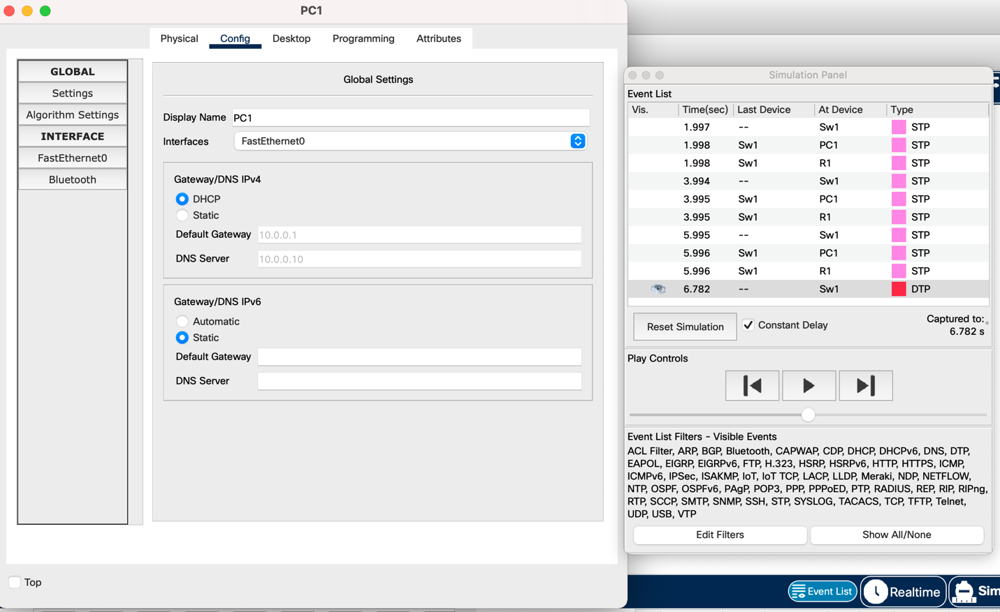 PC1
Physical Config Desktop Programming Attributes
GLOBAL
Settings
Algorithm Settings
INTERFACE
FastEthernet0
Bluetooth
Global Settings
Display Name PC1
Interfaces FastEthernet0
Gateway/DNS IPv4
DHCP
Static
Default Gateway 10.0.0.1
DNS Server 10.0.0.10
Gateway/DNS IPv6
Automatic
Static
Default Gateway
DNS Server
Top
Simulation Panel
Event List
Vis. Time(sec) Last Device At Device Type
1.997 -- Sw1 STP
1.998 Sw1 PC1 STP
1.998 Sw1 R1 STP
3.994 -- Sw1 STP
3.995 Sw1 PC1 STP
3.995 Sw1 R1 STP
5.995 -- Sw1 STP
5.996 Sw1 PC1 STP
5.996 Sw1 R1 STP
6.782 -- Sw1 DTP
Reset Simulation Constant Delay Captured to: *
6.782 s
Play Controls
Event List Filters - Visible Events
ACL Filter, ARP, BGP, Bluetooth, CAPWAP, CDP, DHCP, DHCPv6, DNS, DTP,
EAPOL, EIGRP, EIGRPv6, FTP, H.323, HSRP, HSRPv6, HTTP, HTTPS, ICMP,
ICMPv6, IPSec, ISAKMP, IoT, IoT TCP, LACP, LLDP, Meraki, NDP, NETFLOW,
NTP, OSPF, OSPFv6, PAgP, POP3, PPP, PPPoED, PTP, RADIUS, REP, RIP, RIPng,
RTP, SCCP, SMTP, SNMP, SSH, STP, SYSLOG, TACACS, TCP, TFTP, Telnet,
UDP, USB, VTP
Edit Filters Show All/None
Event List Realtime Sim